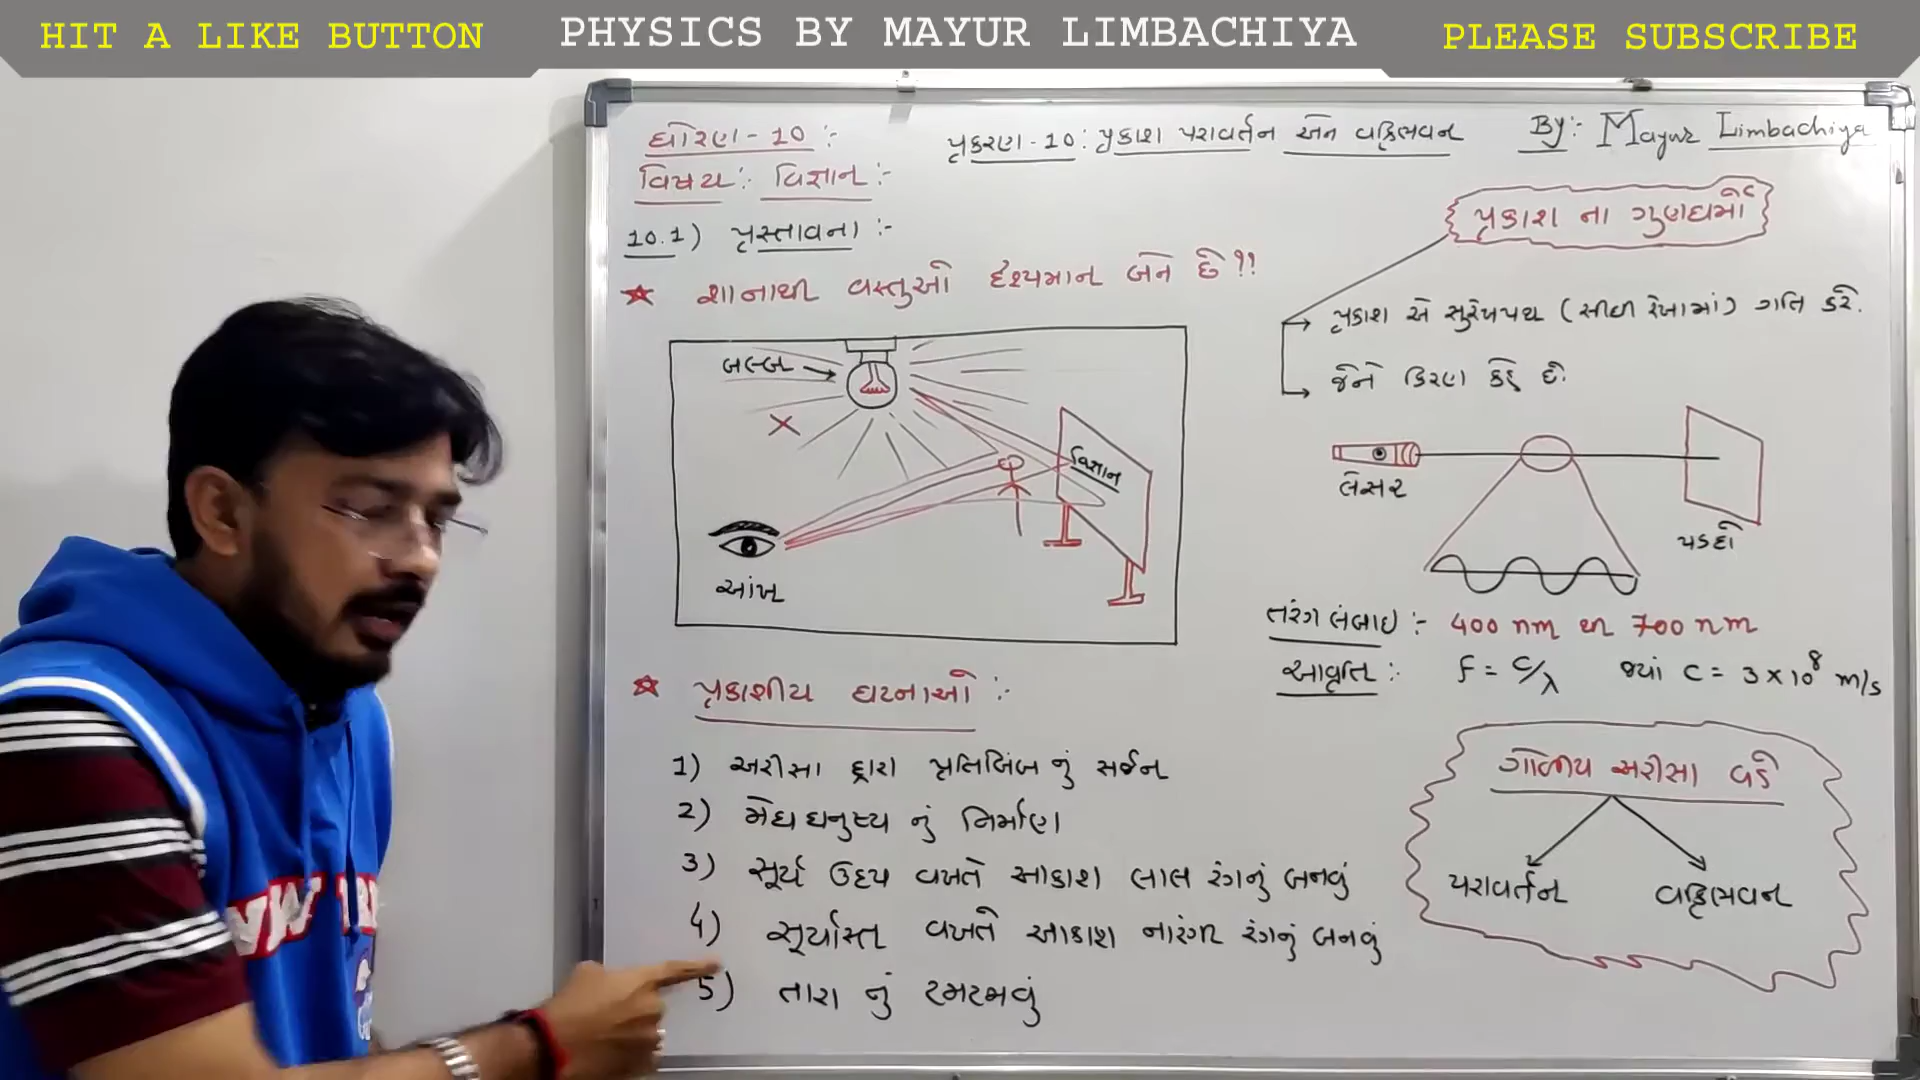 HIT A LIKE BUTTON
PHYSICS BY MAYUR LIMBACHIYA
PLEASE SUBSCRIBE
ધોરણ - 10 :-
વિષય :- વિજ્ઞાન :-
પ્રકરણ - 10 : પ્રકાશ પરાવર્તન અને વક્રિભવન
By :- Mayur Limbachiya
10.1) પ્રસ્તાવના :-
★ શાનાથી વસ્તુઓ દ્રશ્યમાન બને છે ??
બલ્બ
વિજ્ઞાન
આંખ
★ પ્રકાશીય ઘટનાઓ :-
1) અરીસા દ્વારા પ્રતિબિંબ નું સર્જન
2) મેઘધનુષ્ય નું નિર્માણ
3) સૂર્ય ઉદય વખતે આકાશ લાલ રંગનું બનવું
4) સૂર્યાસ્ત વખતે આકાશ નારંગી રંગનું બનવું
5) તારા નું ટમટમવું
પ્રકાશ ના ગુણધર્મો
પ્રકાશ એ સુરેખપથ (સીધી રેખામાં) ગતિ કરે.
જેને કિરણ કહે છે.
લેસર
પડદો
તરંગલંબાઇ :- 400 nm થી 700 nm
આવૃત્તિ :- f = c/λ જ્યાં c = 3 × 10⁸ m/s
ગોળીય અરીસા વડે
પરાવર્તન
વક્રિભવન